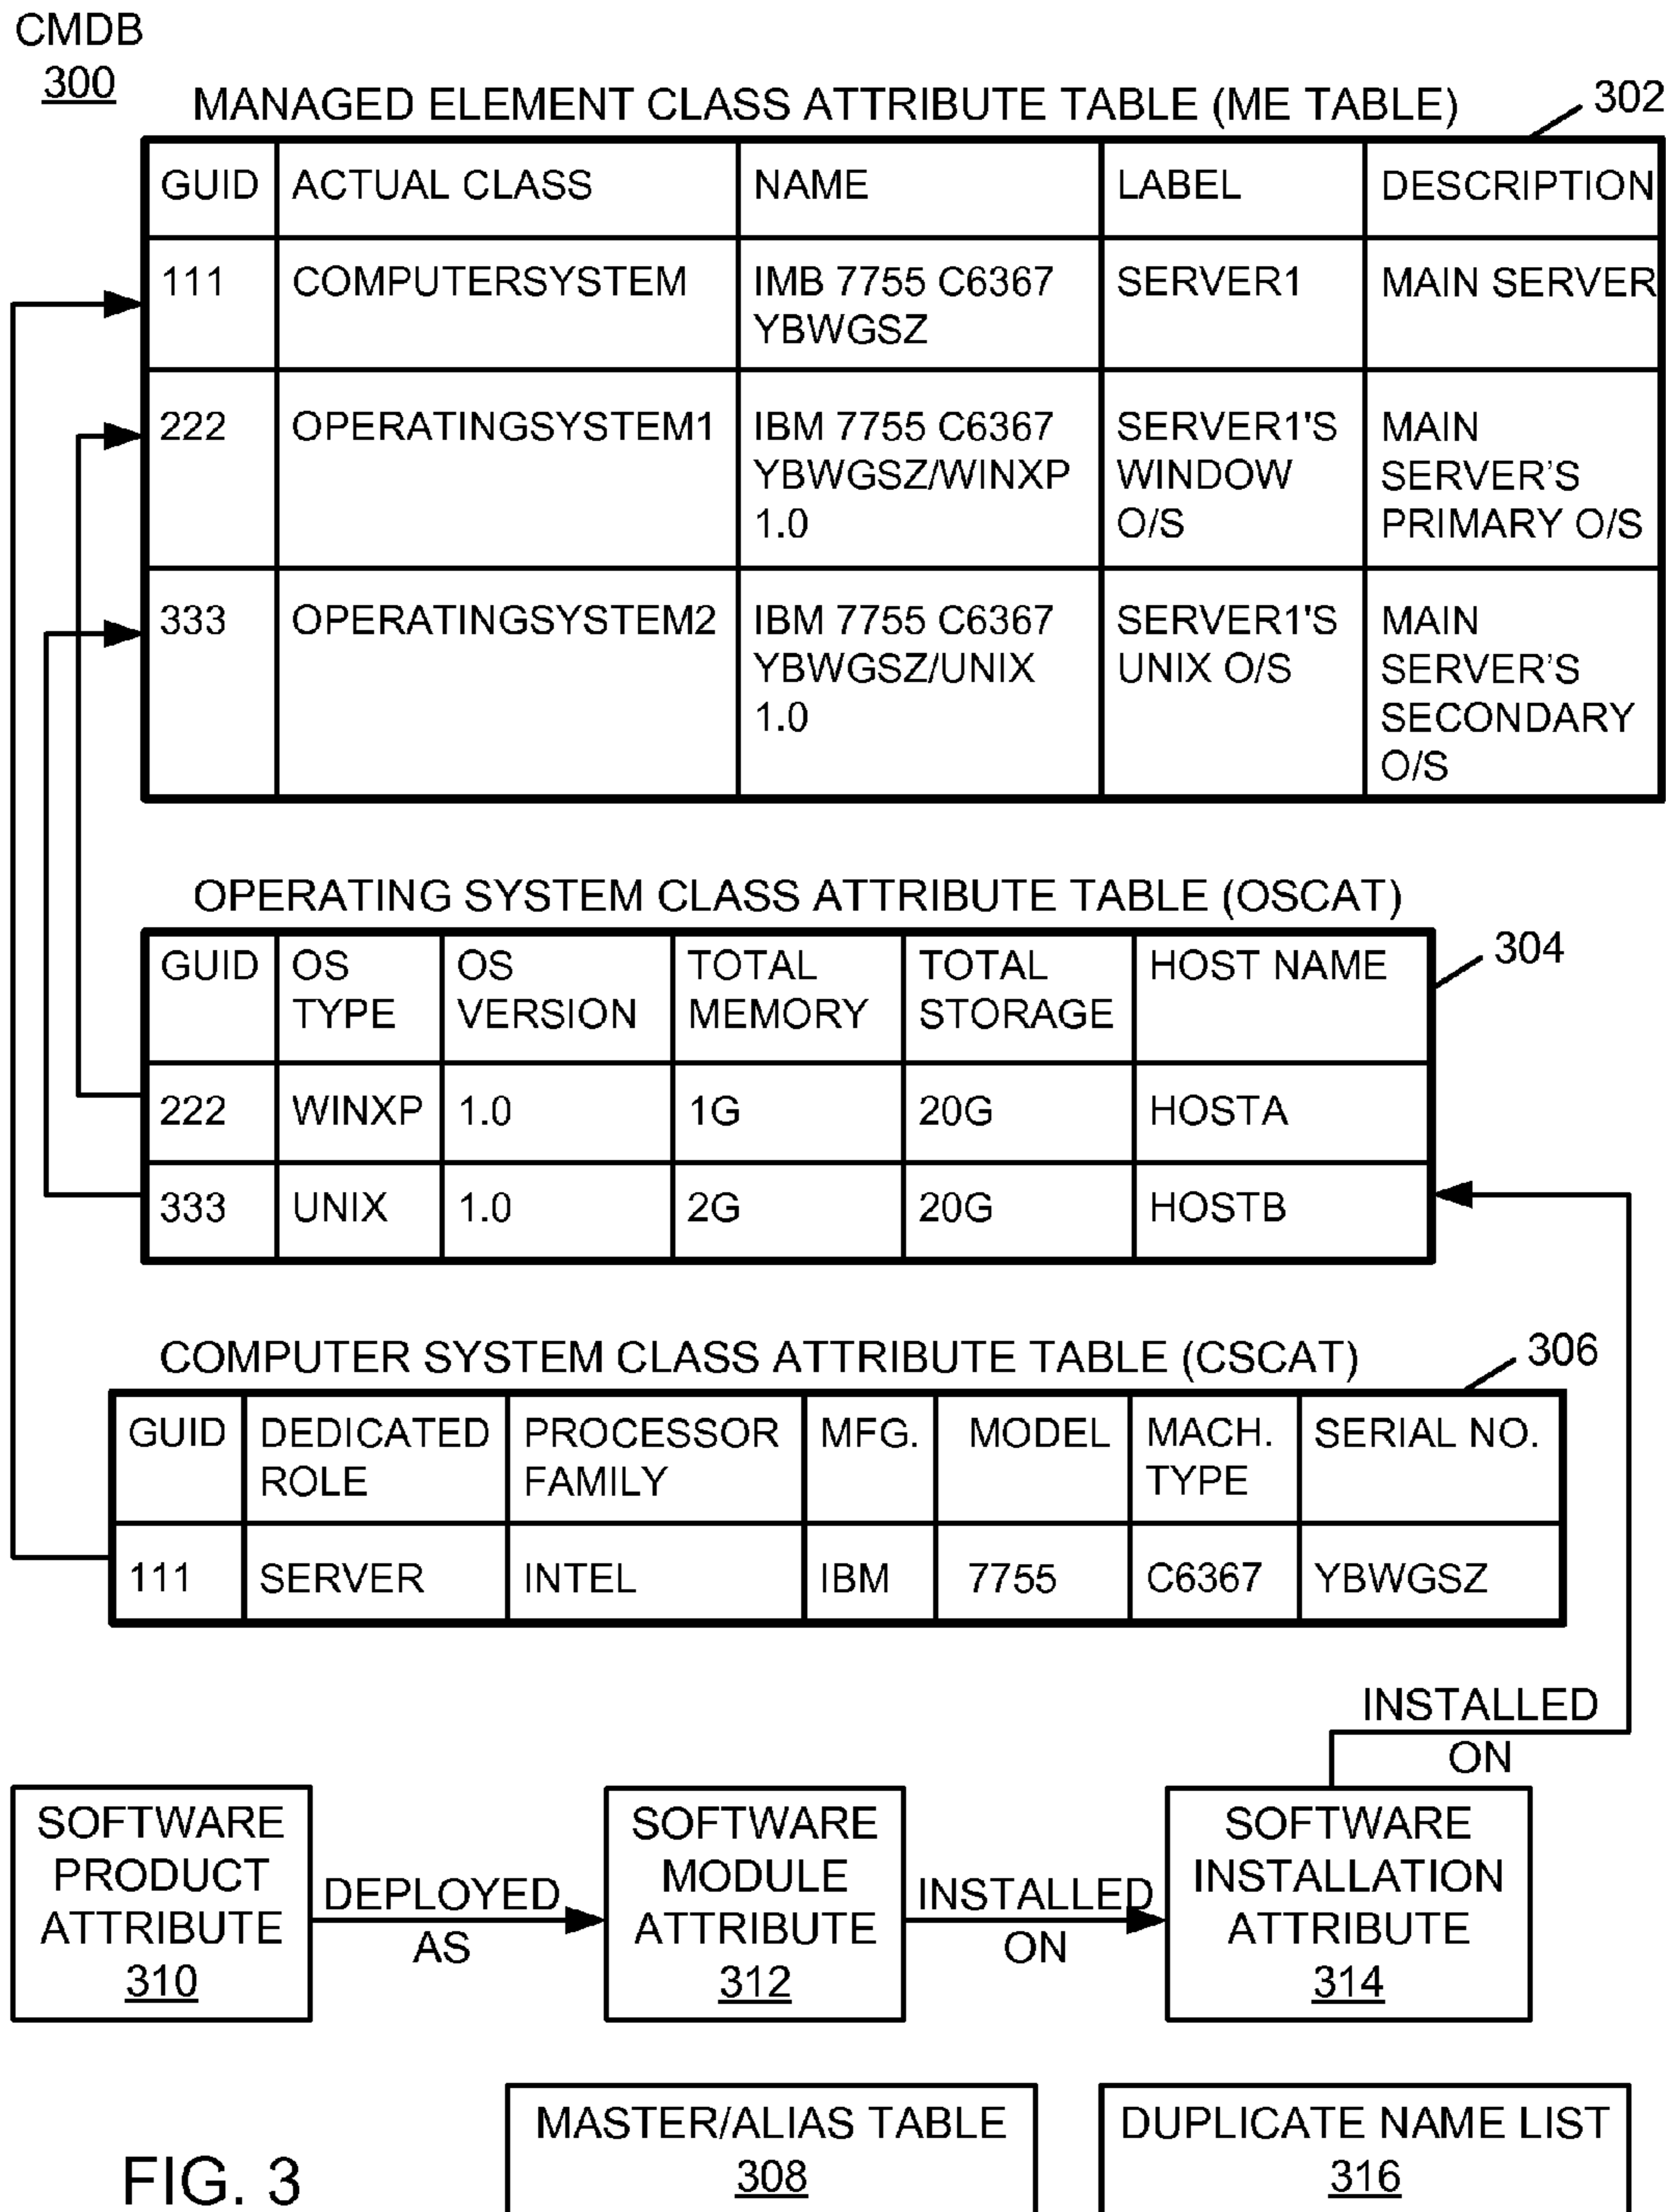 CMDB
300
MANAGED ELEMENT CLASS ATTRIBUTE TABLE (ME TABLE)
302
GUID ACTUAL CLASS NAME LABEL DESCRIPTION
111 COMPUTERSYSTEM IMB 7755 C6367 SERVER1 MAIN SERVER
YBWGSZ
222 OPERATINGSYSTEM1 IBM 7755 C6367 SERVER1'S MAIN
YBWGSZ/WINXP WINDOW SERVER'S
1.0 O/S PRIMARY O/S
333 OPERATINGSYSTEM2 IBM 7755 C6367 SERVER1'S MAIN
YBWGSZ/UNIX UNIX O/S SERVER'S
1.0 SECONDARY
O/S
OPERATING SYSTEM CLASS ATTRIBUTE TABLE (OSCAT)
304
GUID OS OS TOTAL TOTAL HOST NAME
TYPE VERSION MEMORY STORAGE
222 WINXP 1.0 1G 20G HOSTA
333 UNIX 1.0 2G 20G HOSTB
COMPUTER SYSTEM CLASS ATTRIBUTE TABLE (CSCAT)
306
GUID DEDICATED PROCESSOR MFG. MODEL MACH. SERIAL NO.
ROLE FAMILY TYPE
111 SERVER INTEL IBM 7755 C6367 YBWGSZ
INSTALLED
ON
SOFTWARE
PRODUCT
ATTRIBUTE
310
DEPLOYED
AS
SOFTWARE
MODULE
ATTRIBUTE
312
INSTALLED
ON
SOFTWARE
INSTALLATION
ATTRIBUTE
314
MASTER/ALIAS TABLE
308
DUPLICATE NAME LIST
316
FIG. 3